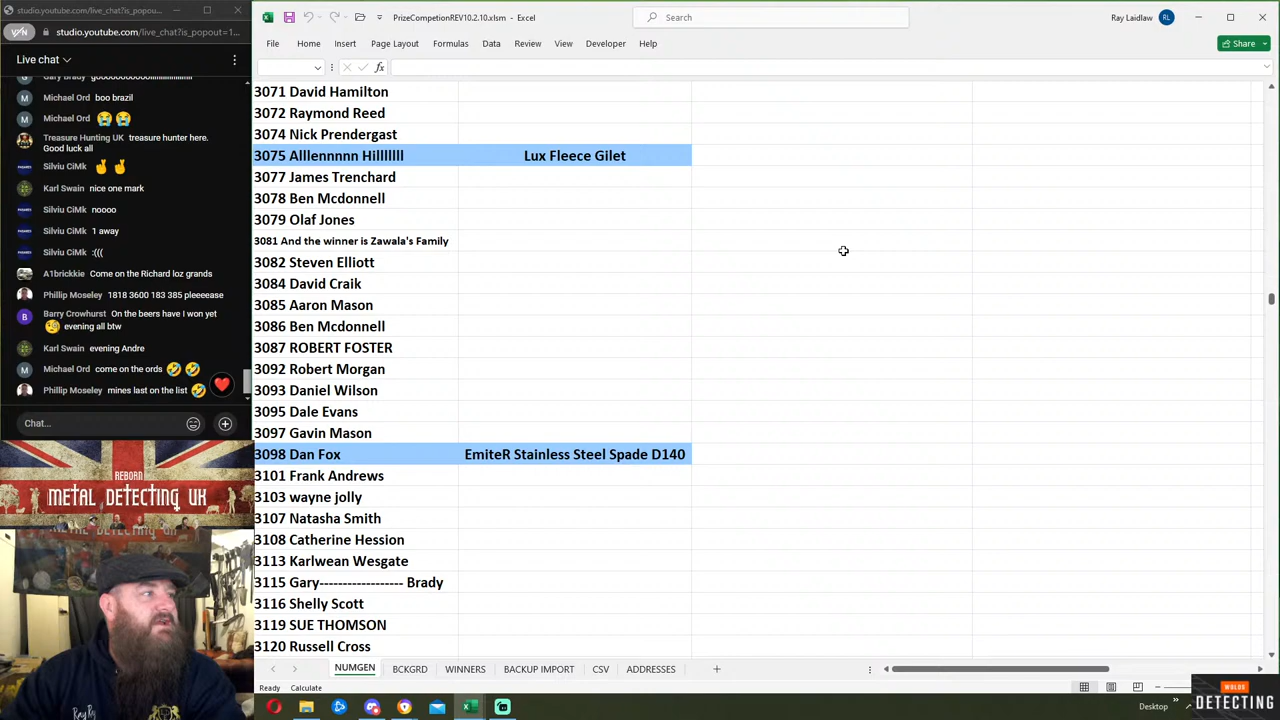 studio.youtube.com/live_chat?is_popou...
studio.youtube.com/live_chat?is_popout=1...
Live chat
Gary Brady gooooooooooollllllllllllll
Michael Ord boo brazil
Michael Ord
Treasure Hunting UK treasure hunter here.
Good luck all
Silviu CiMk
Karl Swain nice one mark
Silviu CiMk noooo
Silviu CiMk 1 away
Silviu CiMk :(((
A1brickkie Come on the Richard loz grands
Phillip Moseley 1818 3600 183 385 pleeeease
Barry Crowhurst On the beers have I won yet
evening all btw
Karl Swain evening Andre
Michael Ord come on the ords
Phillip Moseley mines last on the list
Chat...
REBORN
METAL DETECTING UK
PrizeCompetionREV10.2.10.xlsm - Excel
Search
Ray Laidlaw RL
File Home Insert Page Layout Formulas Data Review View Developer Help
Share
fx
3071 David Hamilton
3072 Raymond Reed
3074 Nick Prendergast
3075 Alllennnnn Hilllllll Lux Fleece Gilet
3077 James Trenchard
3078 Ben Mcdonnell
3079 Olaf Jones
3081 And the winner is Zawala's Family
3082 Steven Elliott
3084 David Craik
3085 Aaron Mason
3086 Ben Mcdonnell
3087 ROBERT FOSTER
3092 Robert Morgan
3093 Daniel Wilson
3095 Dale Evans
3097 Gavin Mason
3098 Dan Fox EmiteR Stainless Steel Spade D140
3101 Frank Andrews
3103 wayne jolly
3107 Natasha Smith
3108 Catherine Hession
3113 Karlwean Wesgate
3115 Gary------------------ Brady
3116 Shelly Scott
3119 SUE THOMSON
3120 Russell Cross
NUMGEN BCKGRD WINNERS BACKUP IMPORT CSV ADDRESSES
Ready Calculate
Desktop
DETECTING